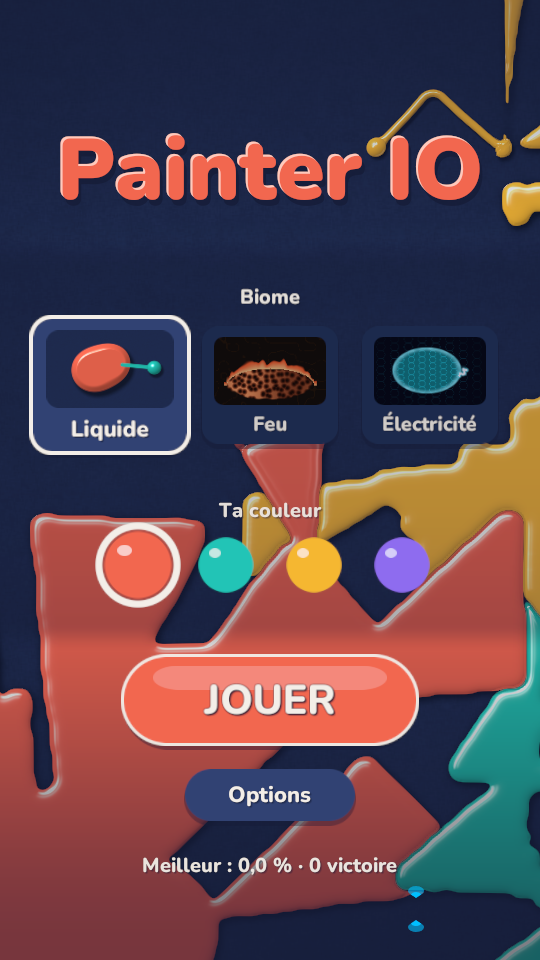 Painter IO
Biome
Liquide
Feu
Électricité
Ta couleur
JOUER
Options
Meilleur : 0,0 % · 0 victoire